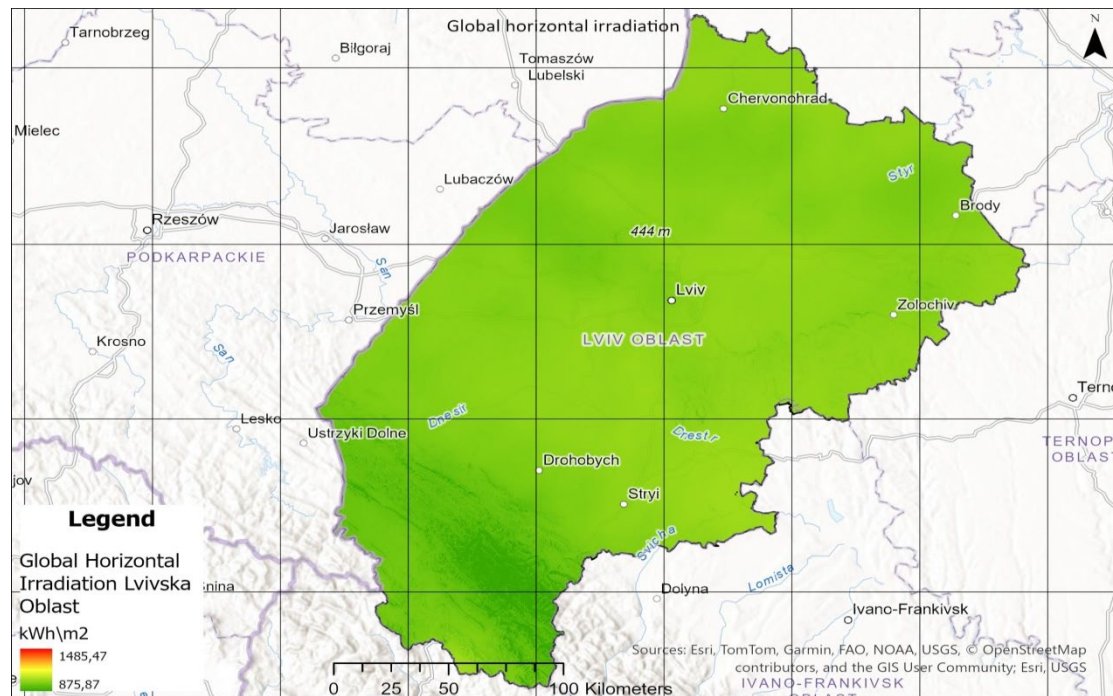 Global horizontal irradiation
N
Tarnobrzeg
Biłgoraj
Tomaszów
Lubelski
Chervonohrad
Mielec
Lubaczów
Styr
Brody
Rzeszów
Jarosław
444 m
PODKARPACKIE
San
Lviv
Przemyśl
Zolochiv
LVIV OBLAST
Krosno
San
Lesko
Dnestr
Ustrzyki Dolne
Drestr
Terno
TERNOP
OBLAST
Drohobych
jov
Stryi
Legend
Svicha
Global Horizontal
Irradiation Lvivska
Oblast
Snina
Dolyna
Lomista
Ivano-Frankivsk
kWh\m2
1485,47
875,87
Sources: Esri, TomTom, Garmin, FAO, NOAA, USGS, © OpenStreetMap
contributors, and the GIS User Community; Esri, USGS
0 25 50 100 Kilometers
IVANO-FRANKIVSK
OBLAST